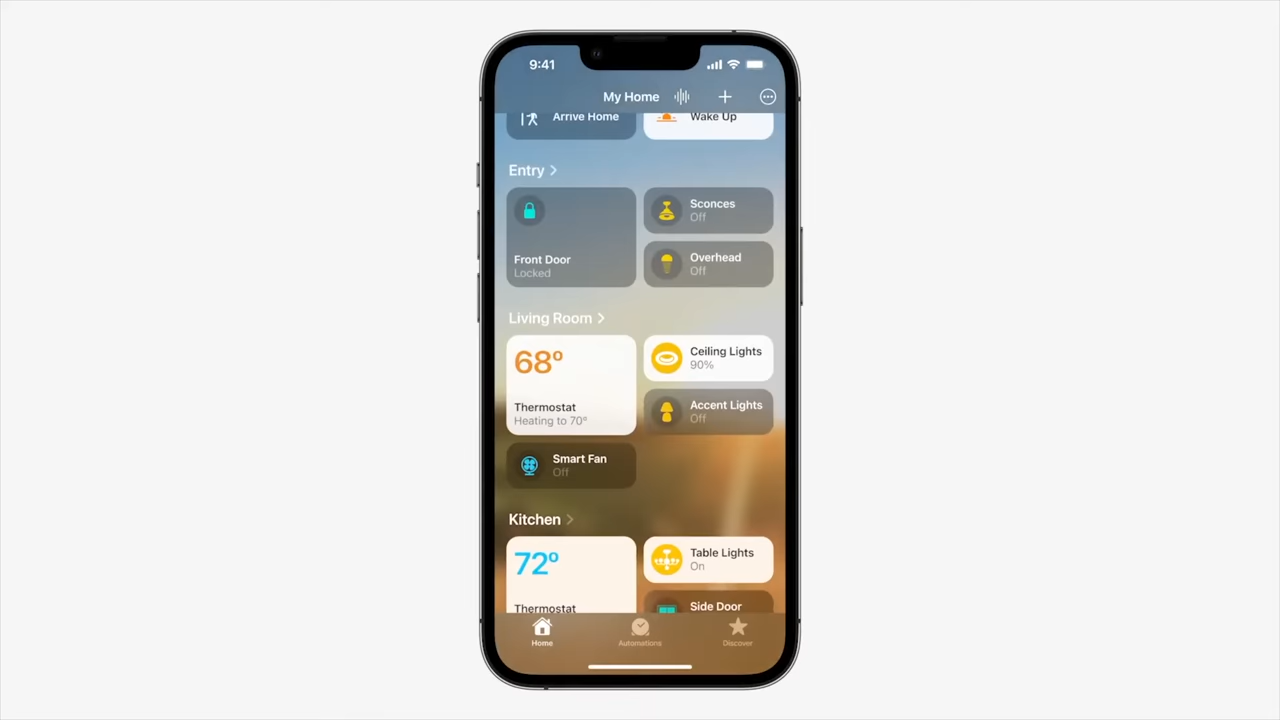 9:41
My Home
Arrive Home
Wake Up
Entry
Front Door
Locked
Sconces
Off
Overhead
Off
Living Room
68°
Thermostat
Heating to 70°
Ceiling Lights
90%
Accent Lights
Off
Smart Fan
Off
Kitchen
72°
Thermostat
Table Lights
On
Side Door
Home
Automations
Discover